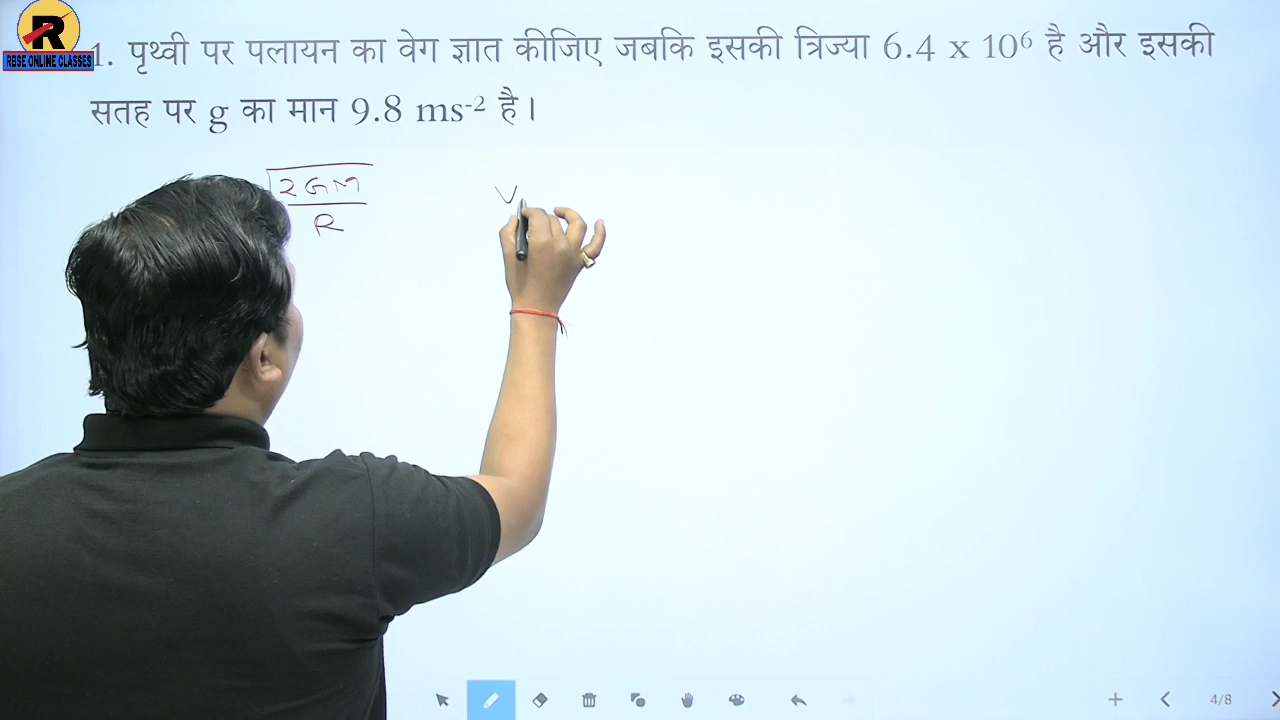 R
RBSE ONLINE CLASSES
1. पृथ्वी पर पलायन का वेग ज्ञात कीजिए जबकि इसकी त्रिज्या 6.4 x 10⁶ है और इसकी
सतह पर g का मान 9.8 ms⁻² है।
2GM
R
V
4/8